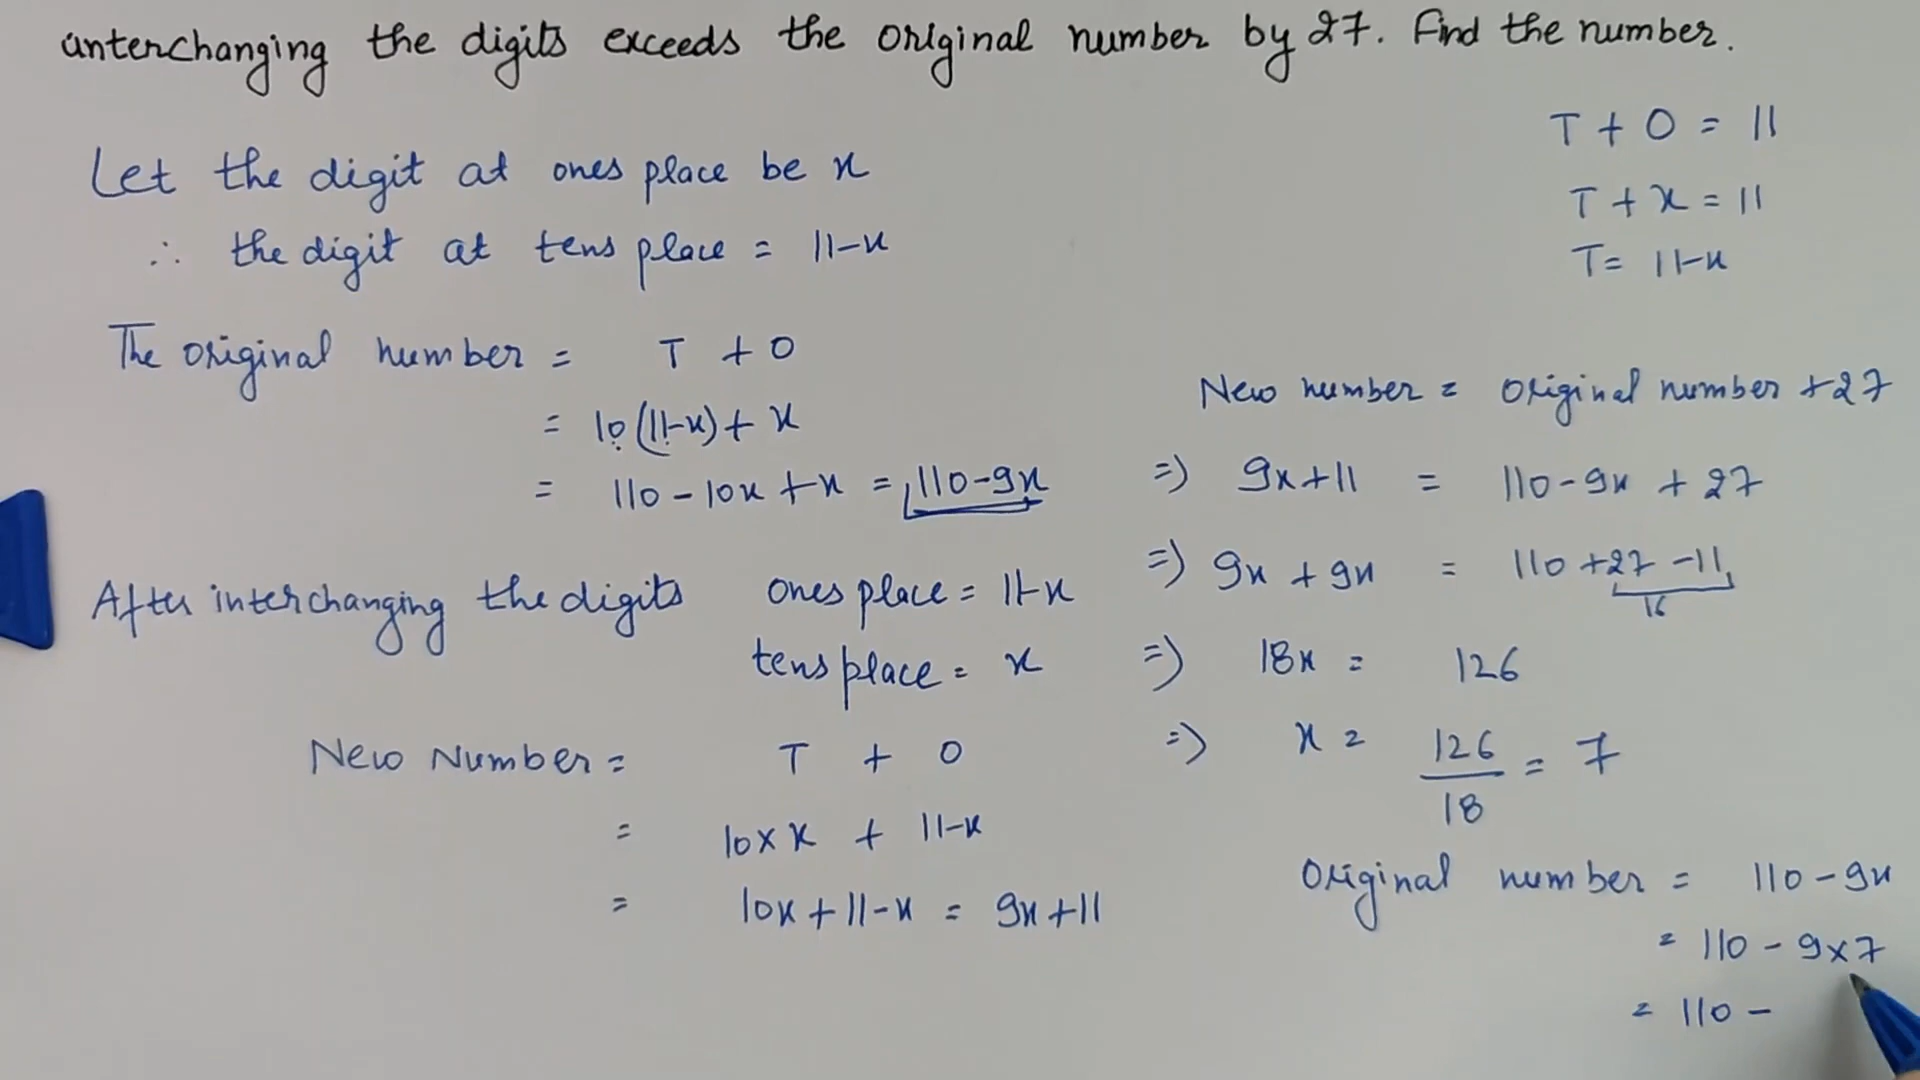 interchanging the digits exceeds the original number by 27. Find the number.
T + O = 11
T + x = 11
T = 11-x
Let the digit at ones place be x
∴ the digit at tens place = 11-x
The original number = T + O
= 10(11-x) + x
= 110 - 10x + x = 110-9x
After interchanging the digits ones place = 11-x
tens place = x
New Number = T + O
= 10×x + 11-x
= 10x + 11-x = 9x+11
New number = original number + 27
=> 9x+11 = 110-9x + 27
=> 9x + 9x = 110 +27 -11
16
=> 18x = 126
=> x = 126/18 = 7
Original number = 110-9x
= 110 - 9×7
= 110 -